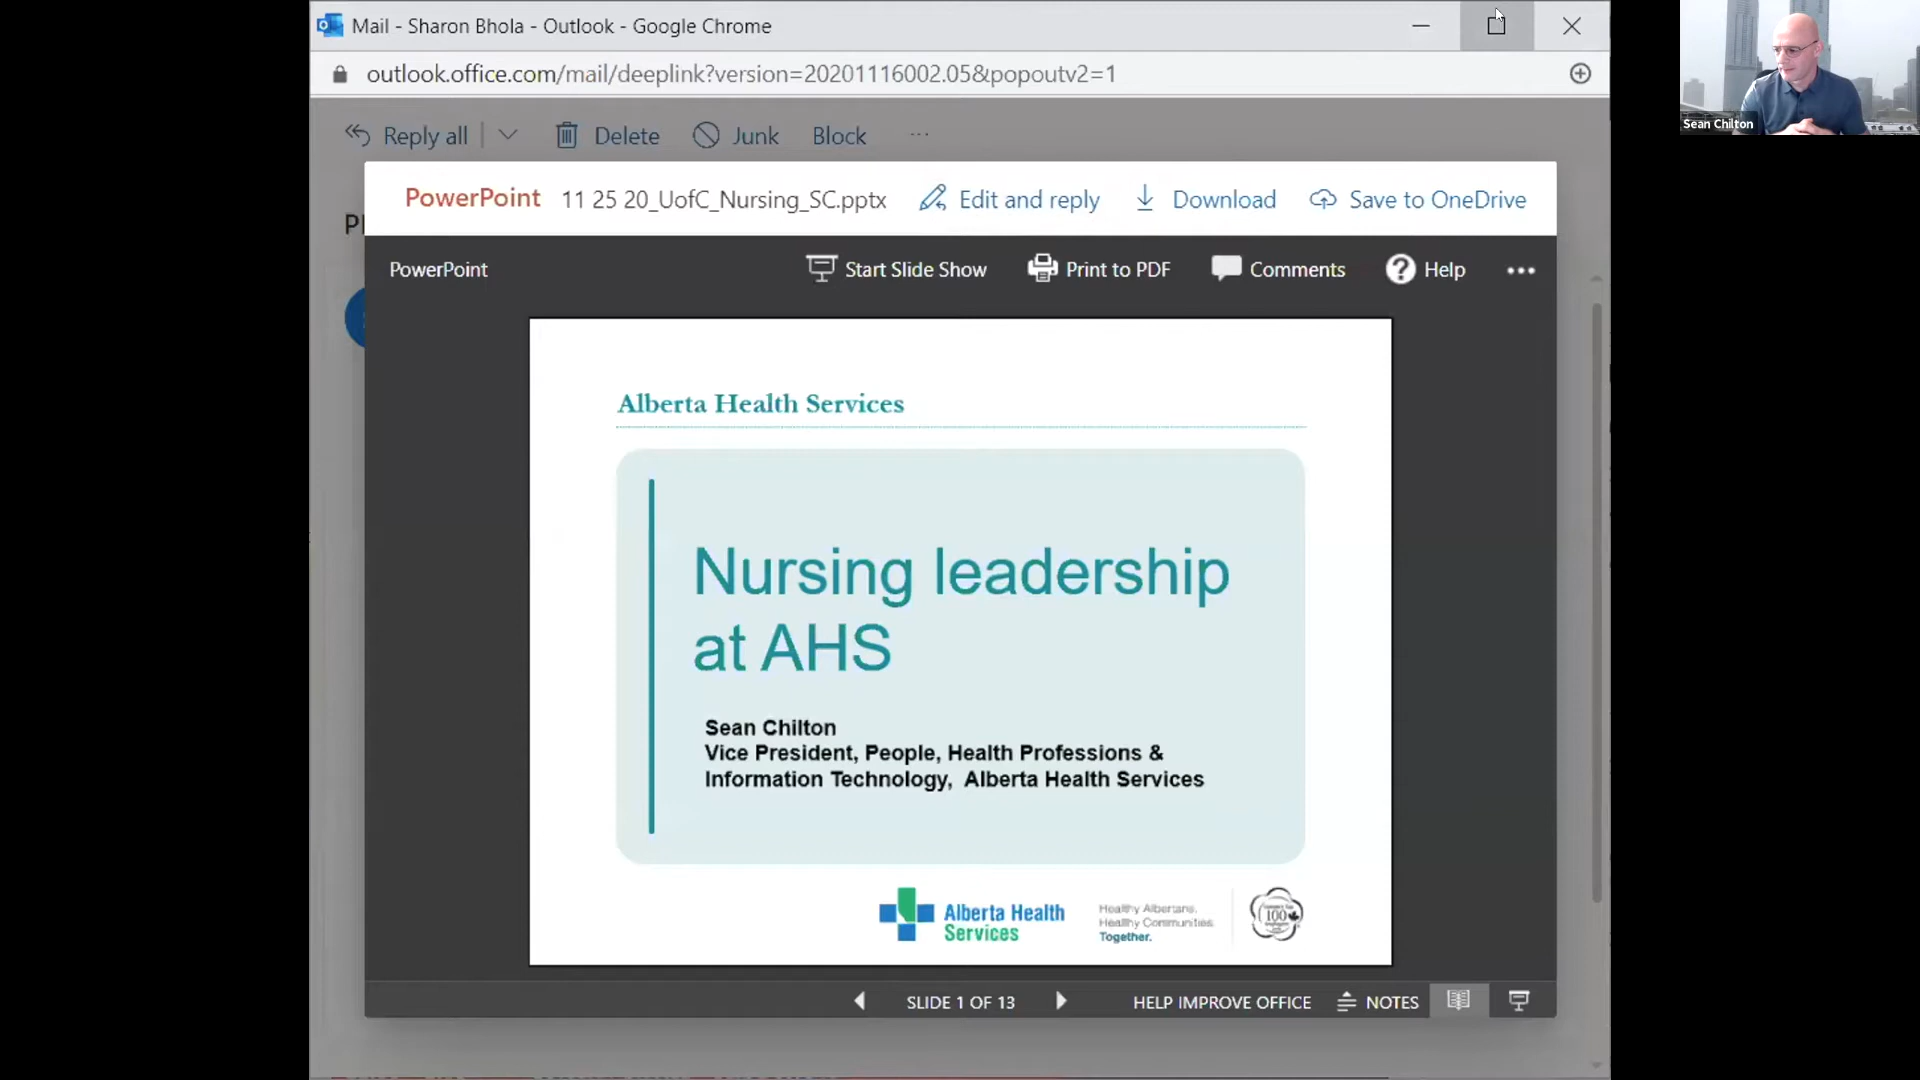 Mail - Sharon Bhola - Outlook - Google Chrome
outlook.office.com/mail/deeplink?version=20201116002.05&popoutv2=1
Reply all
Delete
Junk
Block
Sean Chilton
PowerPoint
11 25 20_UofC_Nursing_SC.pptx
Edit and reply
Download
Save to OneDrive
PowerPoint
Start Slide Show
Print to PDF
Comments
Help
Alberta Health Services
Nursing leadership
at AHS
Sean Chilton
Vice President, People, Health Professions &
Information Technology, Alberta Health Services
Alberta Health
Services
Healthy Albertans.
Healthy Communities.
Together.
100
SLIDE 1 OF 13
HELP IMPROVE OFFICE
NOTES